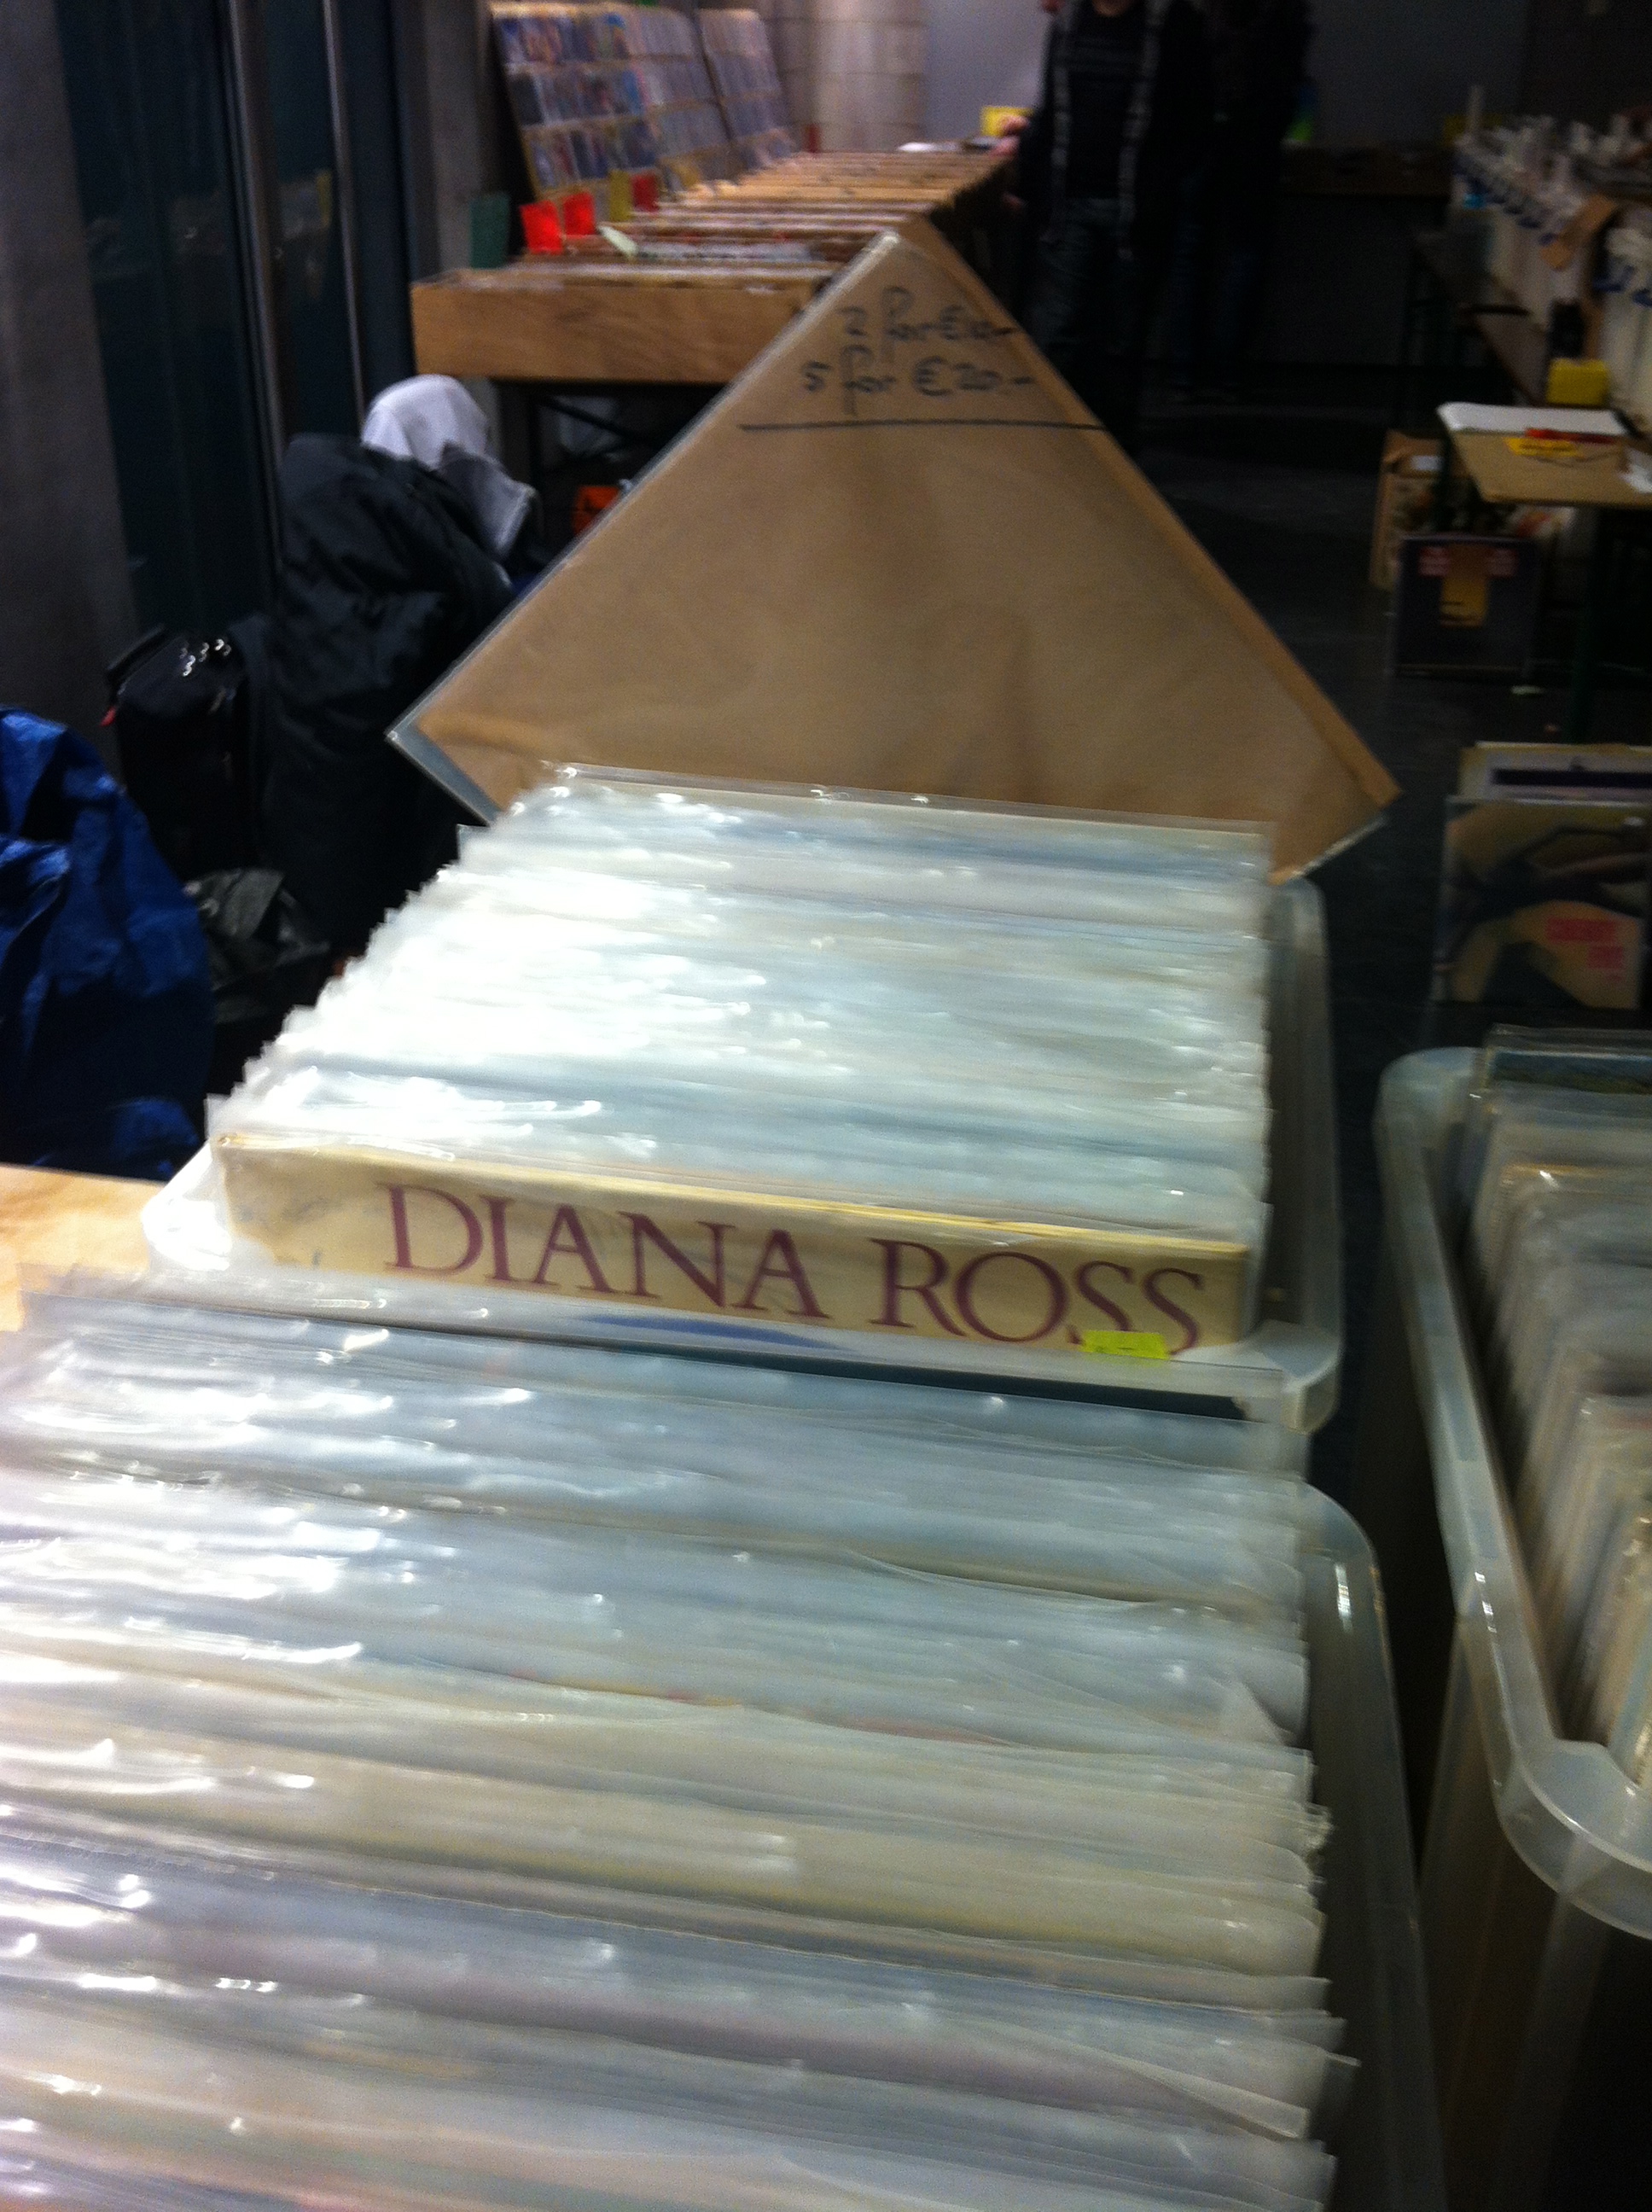 2 for €10.-
5 for €20.-
DIANA ROSS